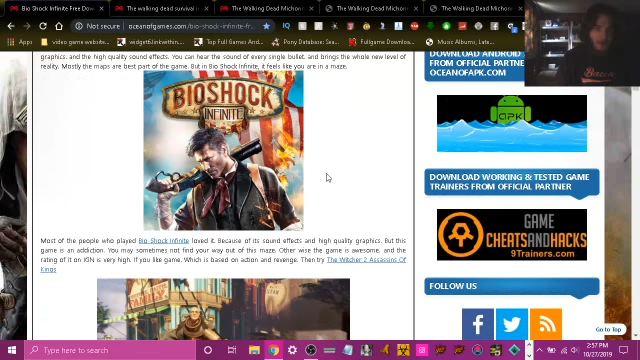 Bio Shock Infinite Free Dow
The walking dead survival i
The Walking Dead Michon
The Walking Dead Michon
The Walking Dead Michon
Not secure
oceanofgames.com/bio-shock-infinite-fre
Apps
video game website...
widget&inkwithin...
Top Full Games And...
Pony Database: Sea...
Fullgame Downlo...
Music Albums, Late...
graphics. and the high quality sound effects. You can hear the sound of every single bullet. and brings the whole new level of
reality. Mostly the maps are best part of the game. But in Bio Shock Infinite, it feels like you are in a maze.
BIOSHOCK
INFINITE
Most of the people who played Bio Shock Infinite loved it. Because of its sound effects and high quality graphics. But this
game is an addiction. You may sometimes not find your way out of this maze. Other wise the game is awesome, and the
rating of it on IGN is very high. If you like game. Which is based on action and revenge. Then try The Witcher 2 Assassins Of
Kings
DOWNLOAD ANDROID
FROM OFFICIAL PARTNE
OCEANOFAPK.COM
APK
DOWNLOAD WORKING & TESTED GAME
TRAINERS FROM OFFICIAL PARTNER
GAME
CHEATSANDHACKS
9Trainers.com
FOLLOW US
Go to Top
Type here to search
2:57 PM
10/27/2019